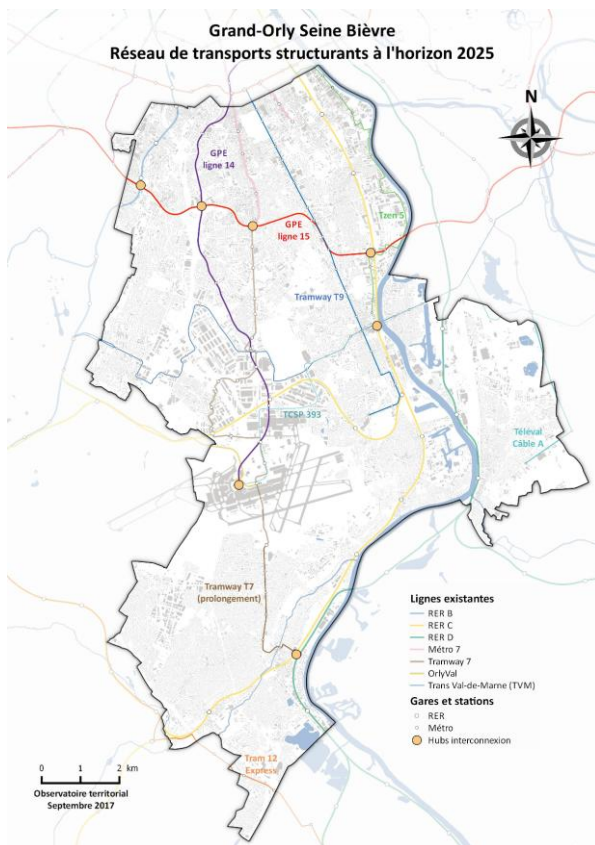 Grand-Orly Seine Bièvre
Réseau de transports structurants à l'horizon 2025
N
GPE
ligne 14
Tzen 5
GPE
ligne 15
Tramway T9
TCSP 393
Téléval
Câble A
Tramway T7
(prolongement)
Lignes existantes
RER B
RER C
RER D
Métro 7
Tramway 7
OrlyVal
Trans Val-de-Marne (TVM)
Gares et stations
RER
Métro
Hubs interconnexion
Tram 12
Express
0 1 2 km
Observatoire territorial
Septembre 2017